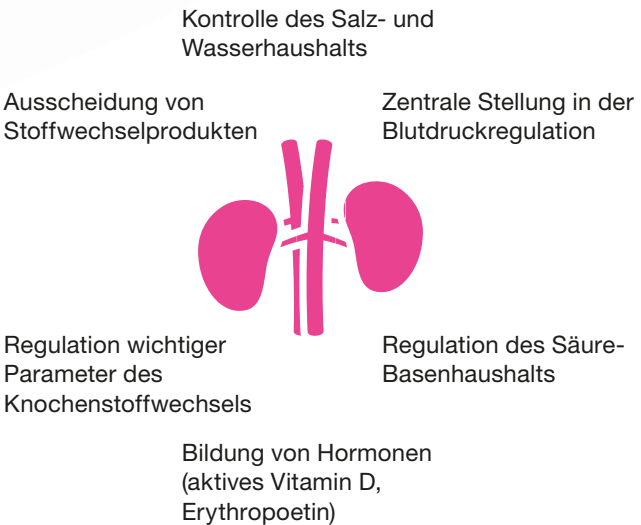 Kontrolle des Salz- und
Wasserhaushalts
Ausscheidung von
Stoffwechselprodukten
Zentrale Stellung in der
Blutdruckregulation
Regulation wichtiger
Parameter des
Knochenstoffwechsels
Regulation des Säure-
Basenhaushalts
Bildung von Hormonen
(aktives Vitamin D,
Erythropoetin)